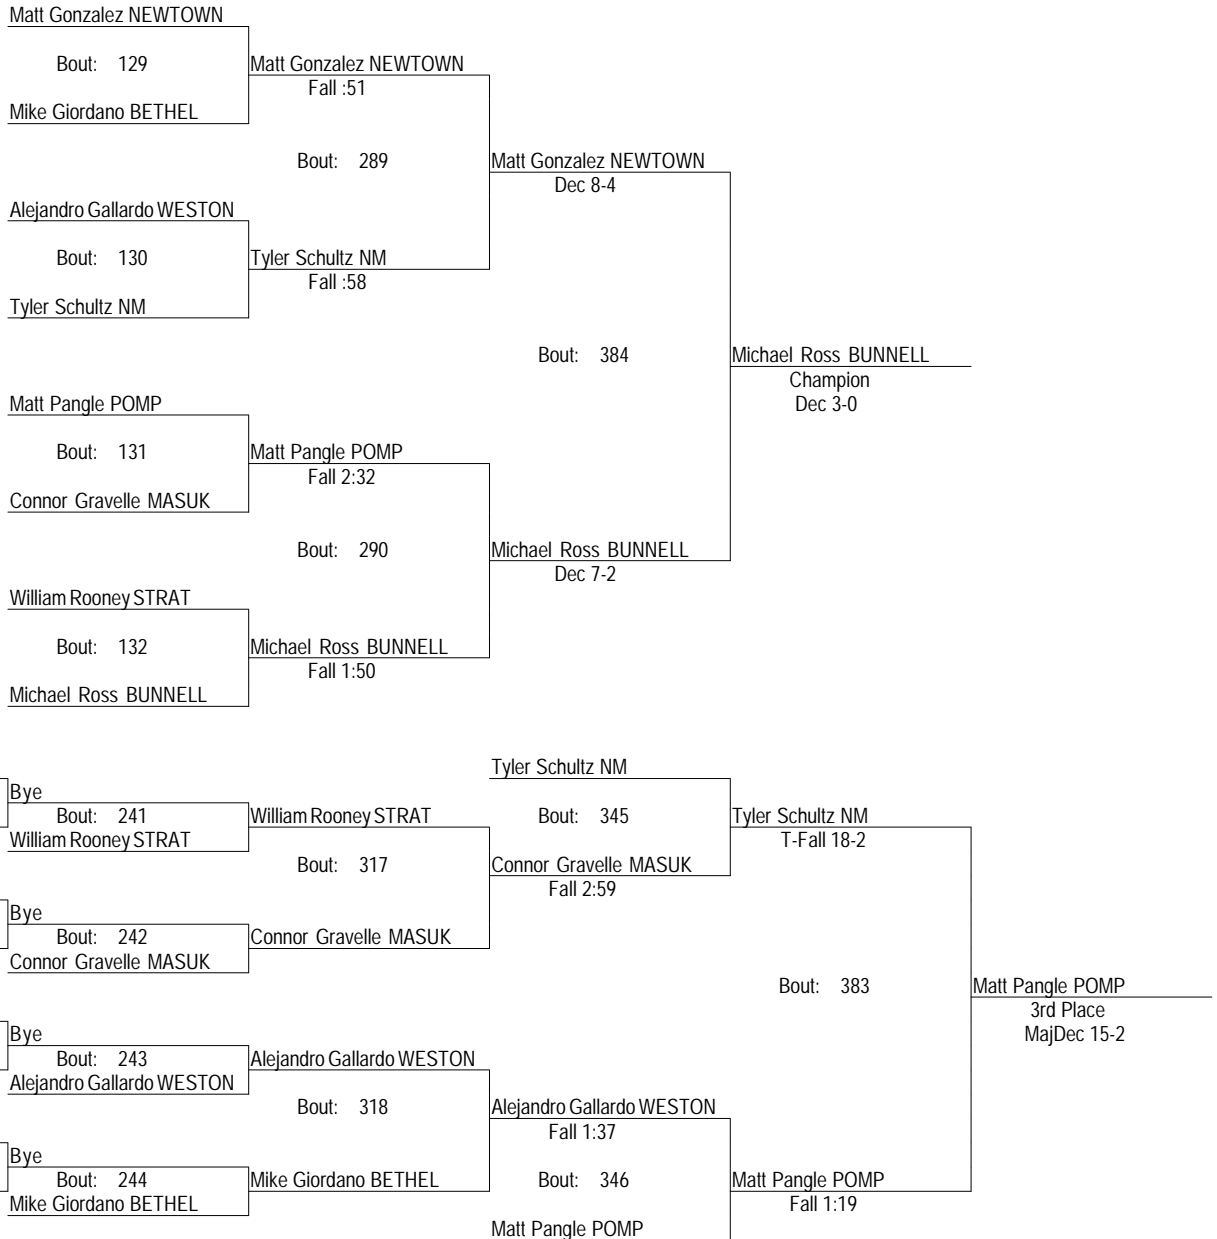 Matt Gonzalez NEWTOWN
Bout: 129
Matt Gonzalez NEWTOWN
Fall :51
Mike Giordano BETHEL
Bout: 289
Matt Gonzalez NEWTOWN
Dec 8-4
Alejandro Gallardo WESTON
Bout: 130
Tyler Schultz NM
Fall :58
Tyler Schultz NM
Bout: 384
Michael Ross BUNNELL
Champion
Dec 3-0
Matt Pangle POMP
Bout: 131
Matt Pangle POMP
Fall 2:32
Connor Gravelle MASUK
Bout: 290
Michael Ross BUNNELL
Dec 7-2
William Rooney STRAT
Bout: 132
Michael Ross BUNNELL
Fall 1:50
Michael Ross BUNNELL
Tyler Schultz NM
Bye
Bout: 241
William Rooney STRAT
Bout: 345
Tyler Schultz NM
T-Fall 18-2
William Rooney STRAT
Bout: 317
Connor Gravelle MASUK
Fall 2:59
Bye
Bout: 242
Connor Gravelle MASUK
Connor Gravelle MASUK
Bout: 383
Matt Pangle POMP
3rd Place
MajDec 15-2
Bye
Bout: 243
Alejandro Gallardo WESTON
Alejandro Gallardo WESTON
Bout: 318
Alejandro Gallardo WESTON
Fall 1:37
Bye
Bout: 244
Mike Giordano BETHEL
Bout: 346
Matt Pangle POMP
Fall 1:19
Mike Giordano BETHEL
Matt Pangle POMP